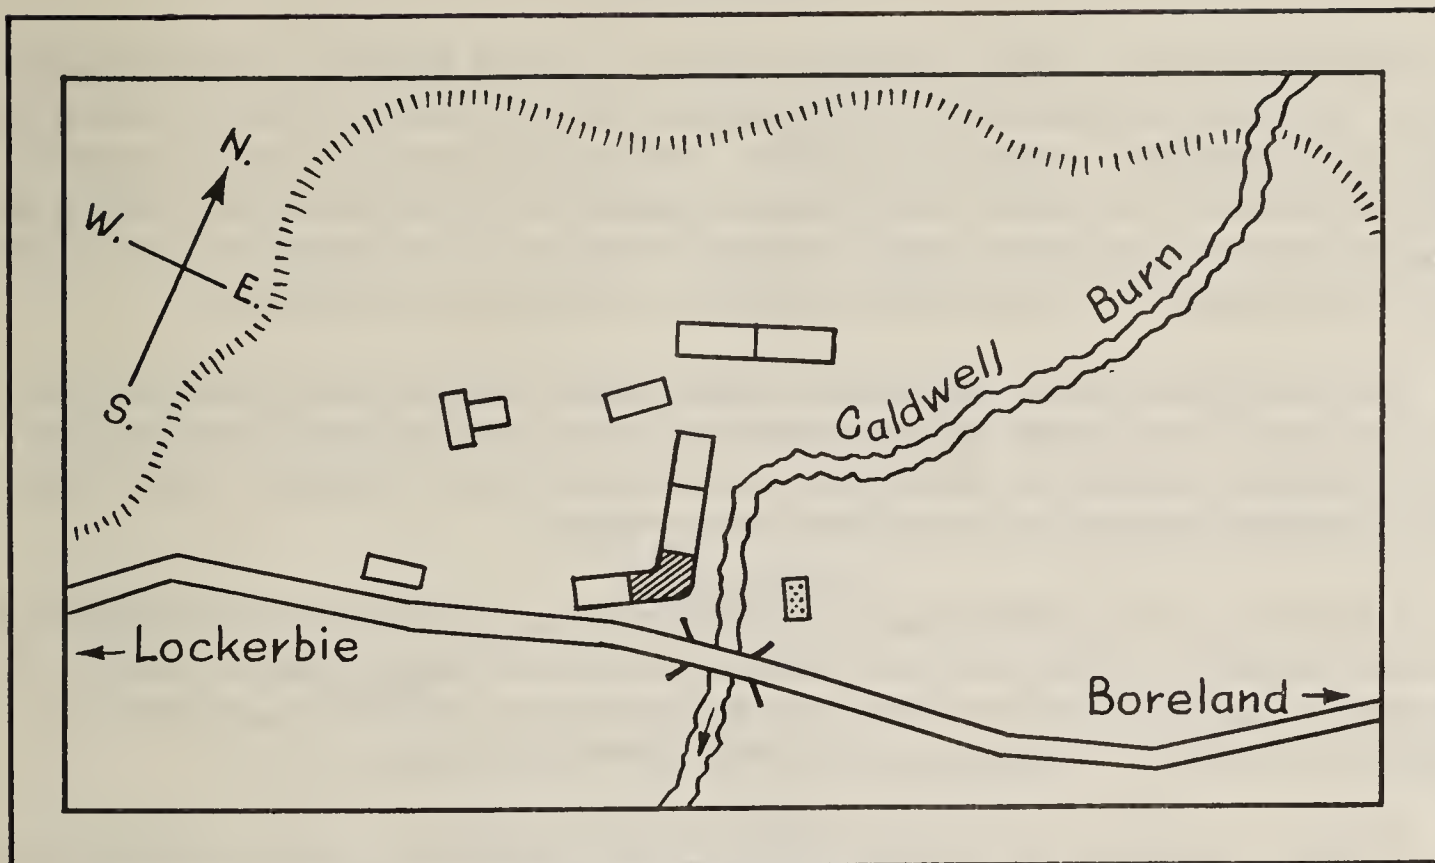 N.
W.
E.
S.
Caldwell Burn
← Lockerbie
Boreland →